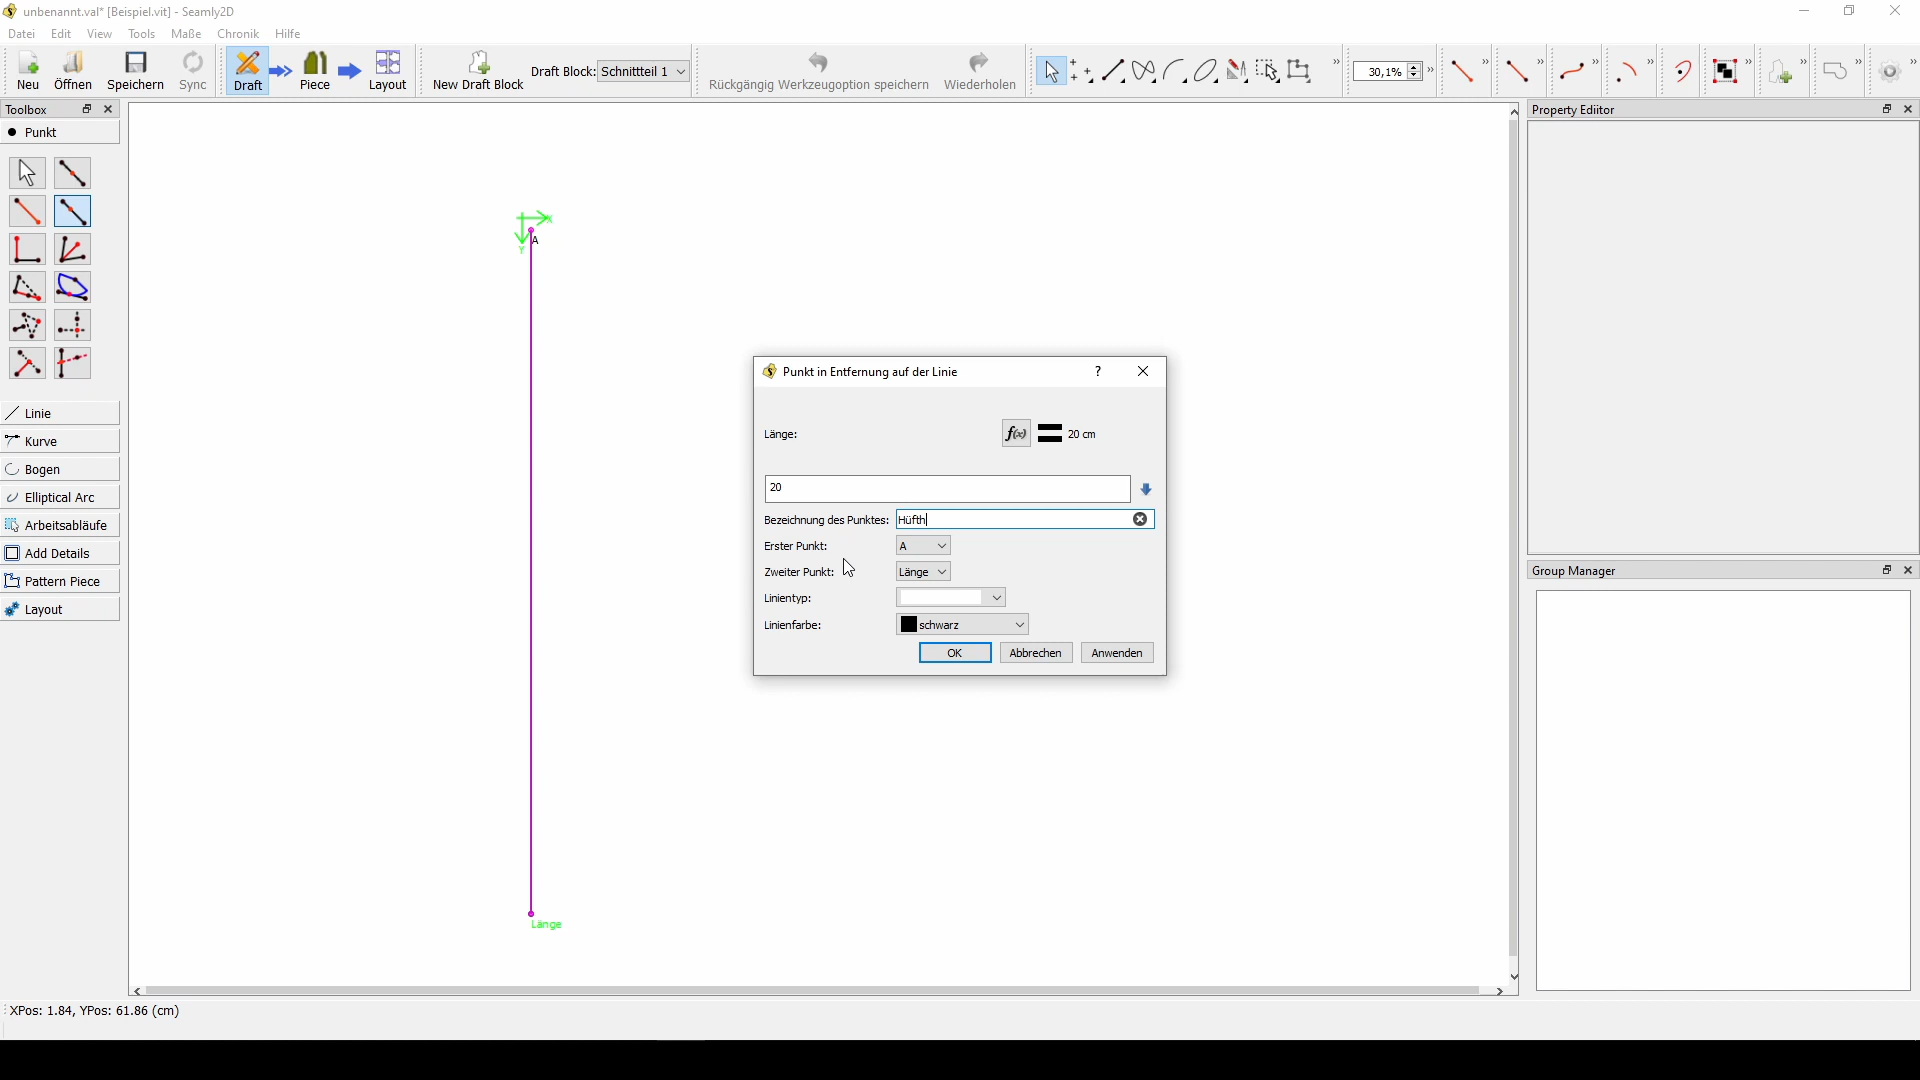 unbenannt.val* [Beispiel.vit] - Seamly2D
Datei Edit View Tools Maße Chronik Hilfe
Neu Öffnen Speichern Sync Draft Piece Layout New Draft Block Draft Block: Schnittteil 1 Rückgängig Werkzeugoption speichern Wiederholen 30,1%
Toolbox
Punkt
Linie
Kurve
Bogen
Elliptical Arc
Arbeitsabläufe
Add Details
Pattern Piece
Layout
X
Y
A
Länge
Punkt in Entfernung auf der Linie ?
Länge: f(x) 20 cm
20
Bezeichnung des Punktes: Hüfth
Erster Punkt: A
Zweiter Punkt: Länge
Linientyp:
Linienfarbe: schwarz
OK Abbrechen Anwenden
Property Ediitor
Group Manager
XPos: 1.84, YPos: 61.86 (cm)